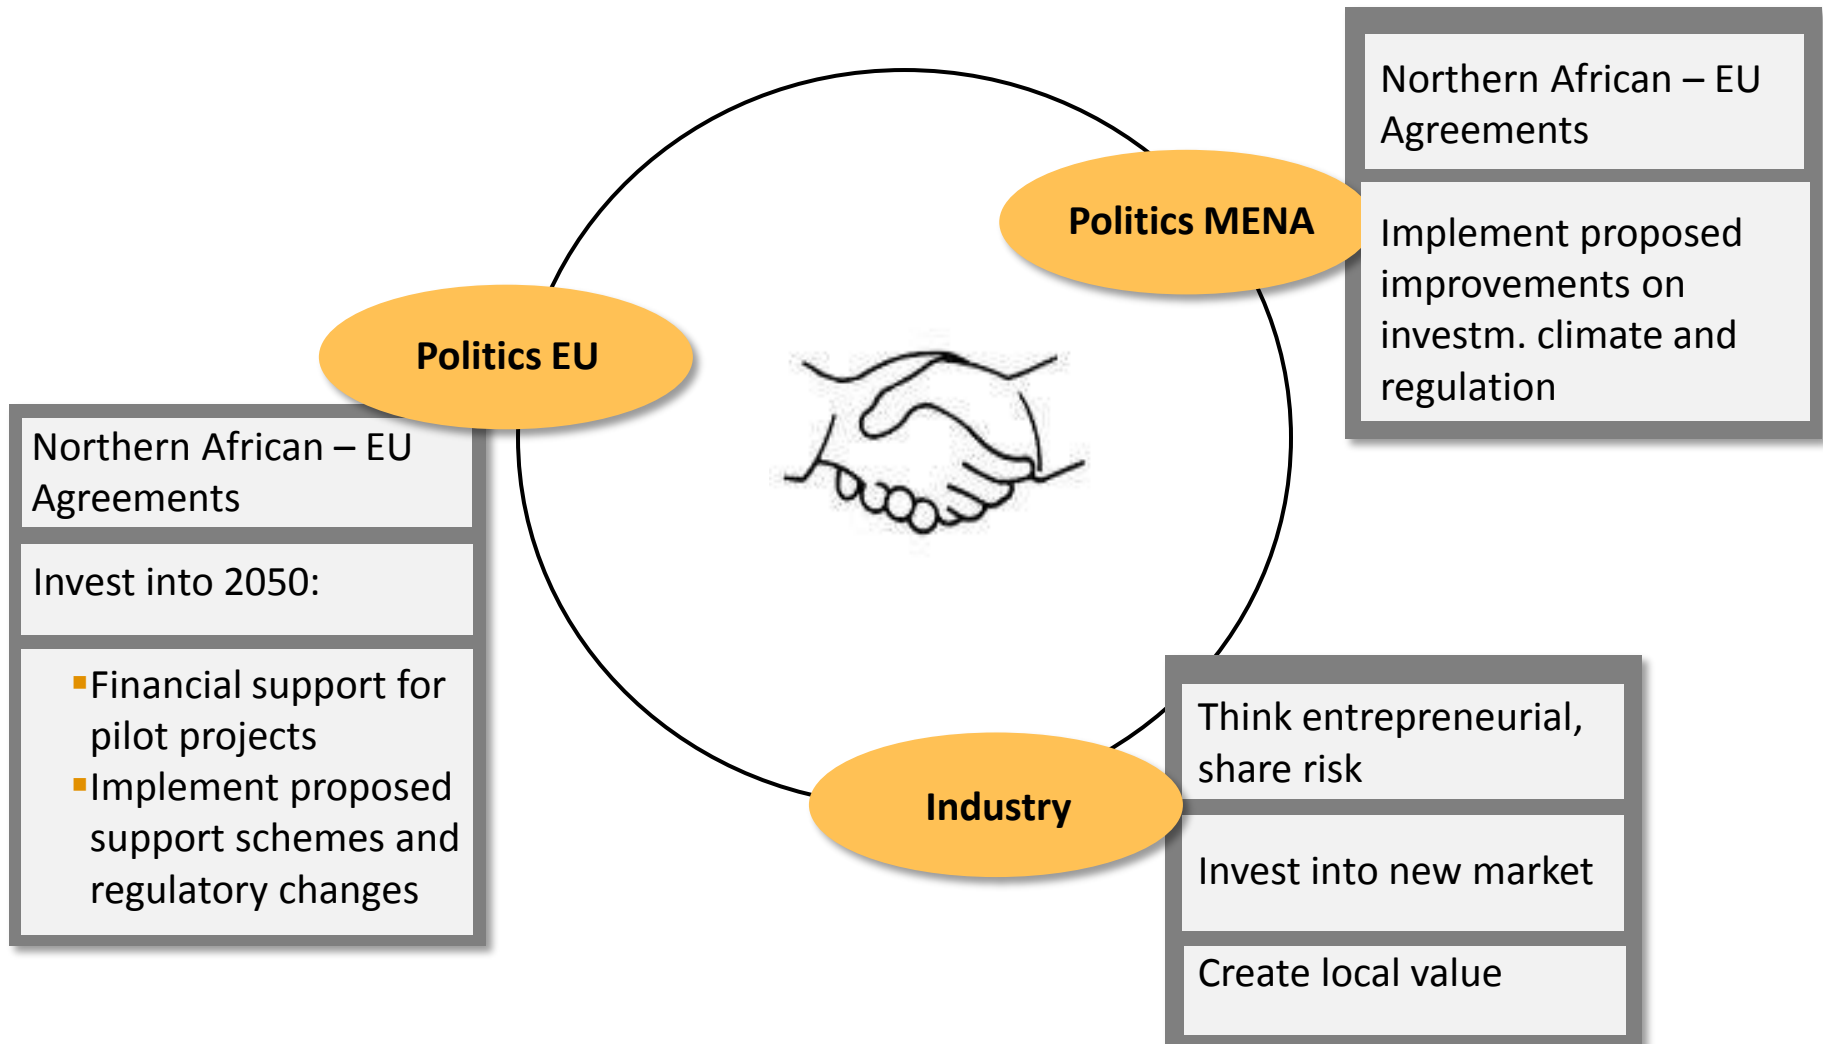 Politics EU
Northern African – EU
Agreements
Invest into 2050:
▪Financial support for
pilot projects
▪Implement proposed
support schemes and
regulatory changes
Politics MENA
Northern African – EU
Agreements
Implement proposed
improvements on
investm. climate and
regulation
Industry
Think entrepreneurial,
share risk
Invest into new market
Create local value